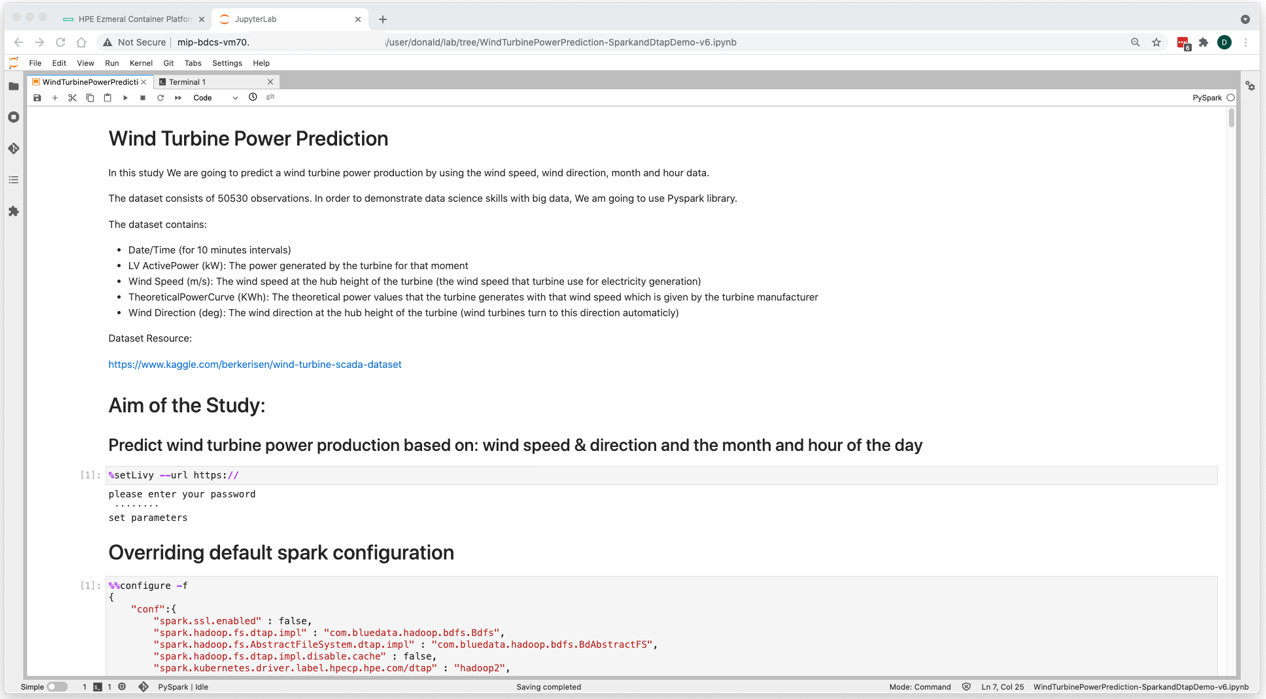 HPE Ezmeral Container Platfor
JupyterLab
Not Secure | mip-bdcs-vm70. /user/donald/lab/tree/WindTurbinePowerPrediction-SparkandDtapDemo-v6.ipynb
D
File Edit View Run Kernel Git Tabs Settings Help
WindTurbinePowerPredicti
Terminal 1
Code
git
PySpark
Wind Turbine Power Prediction
In this study We are going to predict a wind turbine power production by using the wind speed, wind direction, month and hour data.
The dataset consists of 50530 observations. In order to demonstrate data science skills with big data, We am going to use Pyspark library.
The dataset contains:
• Date/Time (for 10 minutes intervals)
• LV ActivePower (kW): The power generated by the turbine for that moment
• Wind Speed (m/s): The wind speed at the hub height of the turbine (the wind speed that turbine use for electricity generation)
• TheoreticalPowerCurve (KWh): The theoretical power values that the turbine generates with that wind speed which is given by the turbine manufacturer
• Wind Direction (deg): The wind direction at the hub height of the turbine (wind turbines turn to this direction automaticly)
Dataset Resource:
https://www.kaggle.com/berkerisen/wind-turbine-scada-dataset
Aim of the Study:
Predict wind turbine power production based on: wind speed & direction and the month and hour of the day
[1]: %setLivy --url https://
please enter your password
········
set parameters
Overriding default spark configuration
[1]: %%configure -f
{
"conf":{
"spark.ssl.enabled" : false,
"spark.hadoop.fs.dtap.impl" : "com.bluedata.hadoop.bdfs.Bdfs",
"spark.hadoop.fs.AbstractFileSystem.dtap.impl" : "com.bluedata.hadoop.bdfs.BdAbstractFS",
"spark.hadoop.fs.dtap.impl.disable.cache" : false,
"spark.kubernetes.driver.label.hpecp.hpe.com/dtap" : "hadoop2",
Simple 1 1 PySpark | Idle Saving completed Mode: Command Ln 7, Col 25 WindTurbinePowerPrediction-SparkandDtapDemo-v6.ipynb